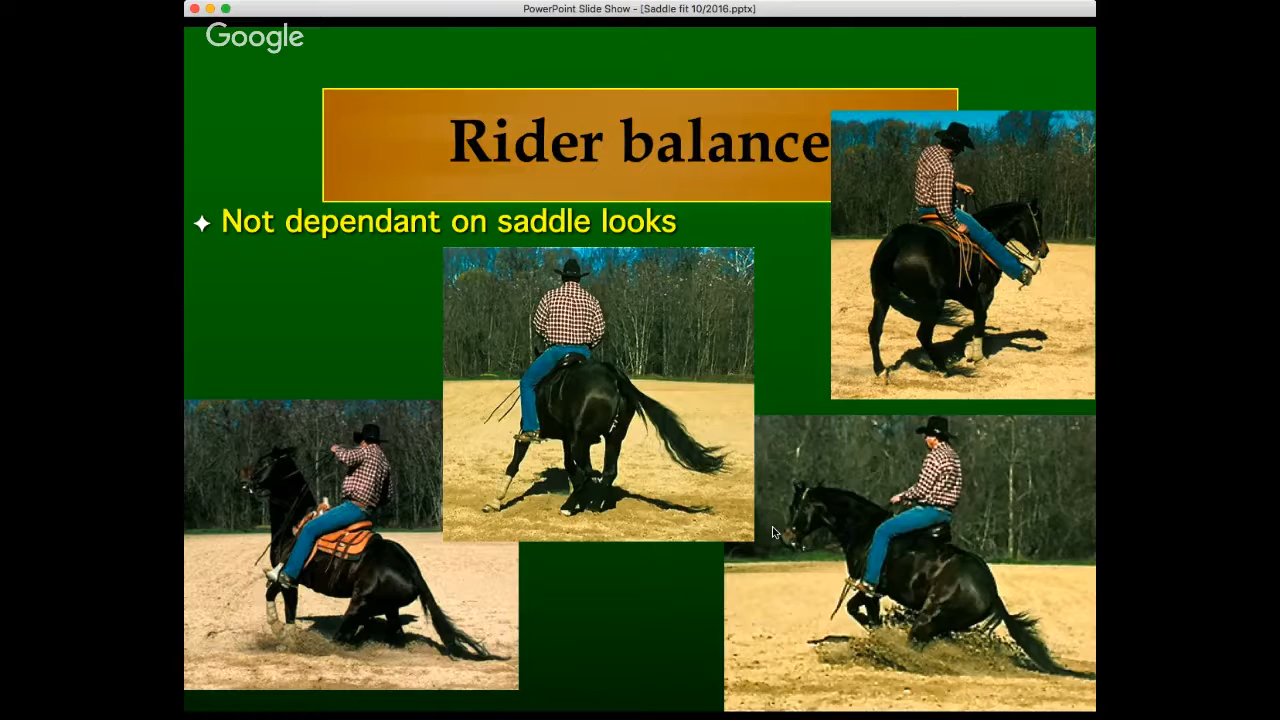 PowerPoint Slide Show - [Saddle fit 10/2016.pptx]
Google
Rider balance
Not dependant on saddle looks